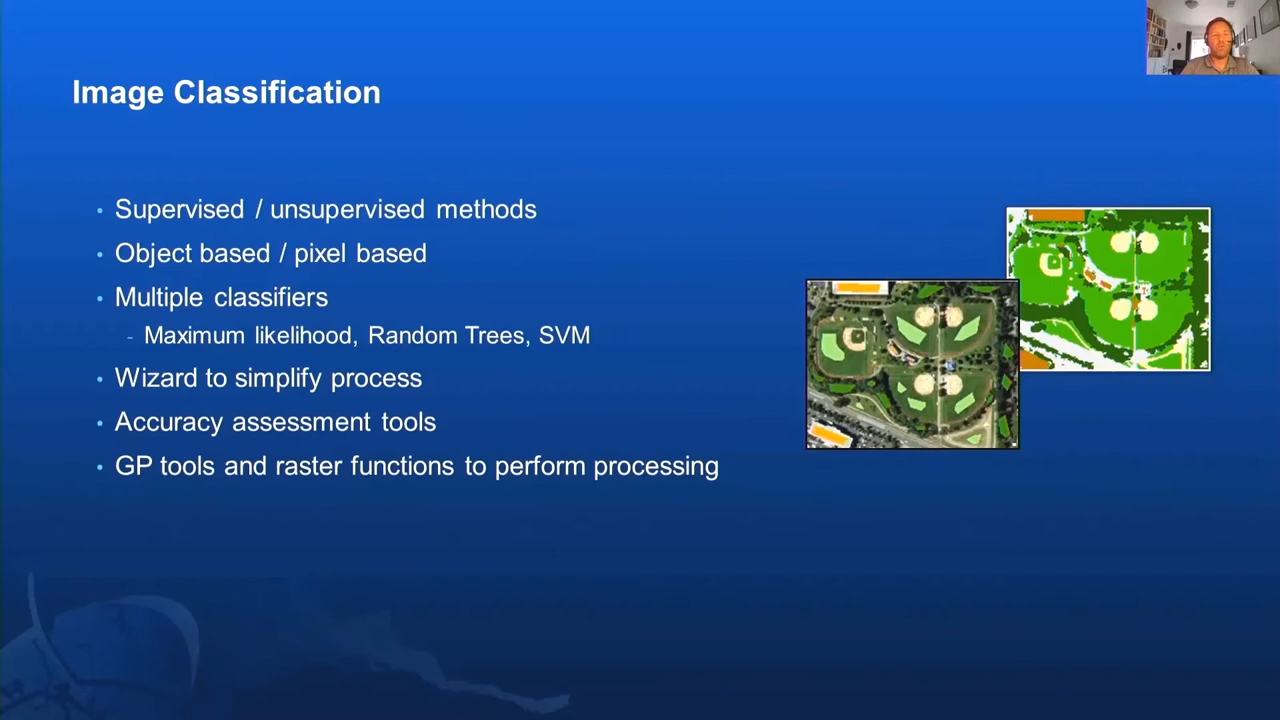 Image Classification
• Supervised / unsupervised methods
• Object based / pixel based
• Multiple classifiers
- Maximum likelihood, Random Trees, SVM
• Wizard to simplify process
• Accuracy assessment tools
• GP tools and raster functions to perform processing